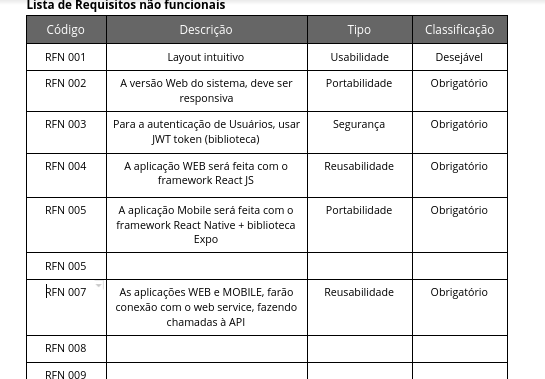 Lista de Requisitos não funcionais
Código Descrição Tipo Classificação
RFN 001 Layout intuitivo Usabilidade Desejável
RFN 002 A versão Web do sistema, deve ser Portabilidade Obrigatório
responsiva
RFN 003 Para a autenticação de Usuários, usar Segurança Obrigatório
JWT token (biblioteca)
RFN 004 A aplicação WEB será feita com o Reusabilidade Obrigatório
framework React JS
RFN 005 A aplicação Mobile será feita com o Portabilidade Obrigatório
framework React Native + biblioteca
Expo
RFN 005
RFN 007 As aplicações WEB e MOBILE, farão Reusabilidade Obrigatório
conexão com o web service, fazendo
chamadas à API
RFN 008
RFN 009